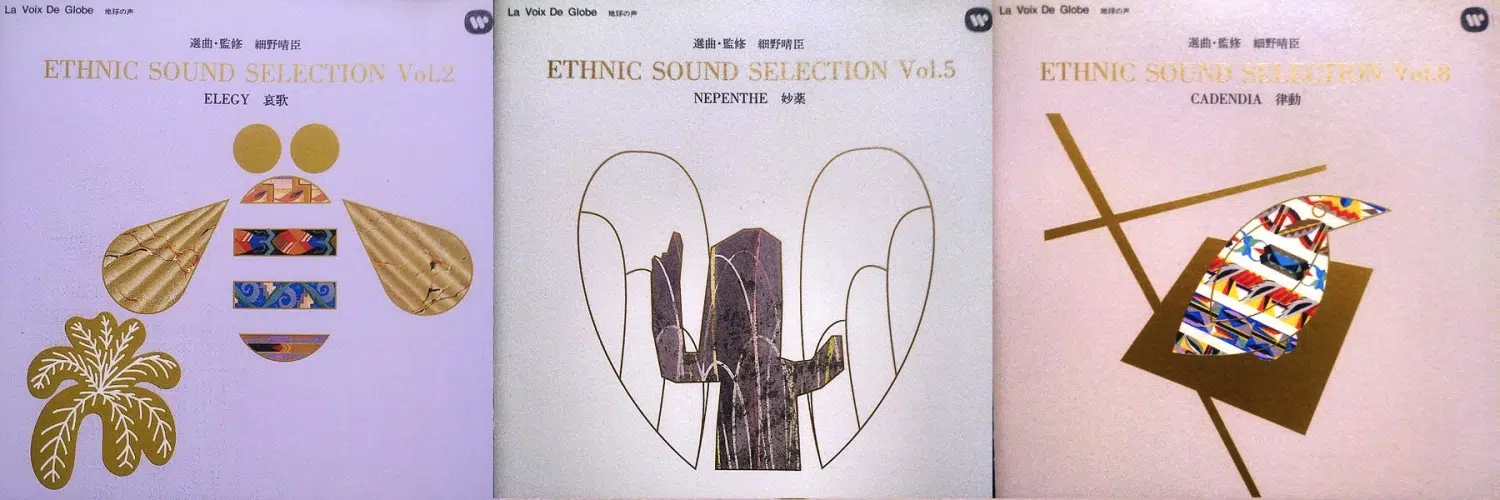 La Voix De Globe 地球の声
選曲・監修 細野晴臣
ETHNIC SOUND SELECTION Vol.2
ELEGY 哀歌
La Voix De Globe 地球の声
選曲・監修 細野晴臣
ETHNIC SOUND SELECTION Vol.5
NEPENTHE 妙薬
La Voix De Globe 地球の声
選曲・監修 細野晴臣
ETHNIC SOUND SELECTION Vol.8
CADENDIA 律動